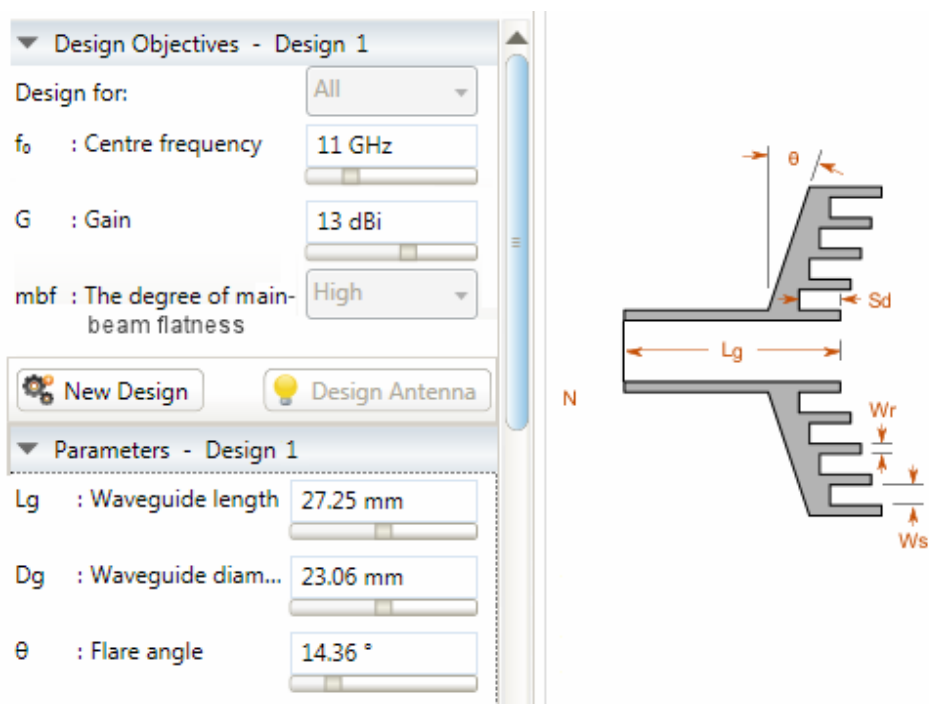 Design Objectives - Design 1
Design for: All
f₀ : Centre frequency 11 GHz
G : Gain 13 dBi
mbf : The degree of main-beam flatness High
New Design Design Antenna
Parameters - Design 1
Lg : Waveguide length 27.25 mm
Dg : Waveguide diam... 23.06 mm
θ : Flare angle 14.36 °
θ
Sd
Lg
N
Wr
Ws